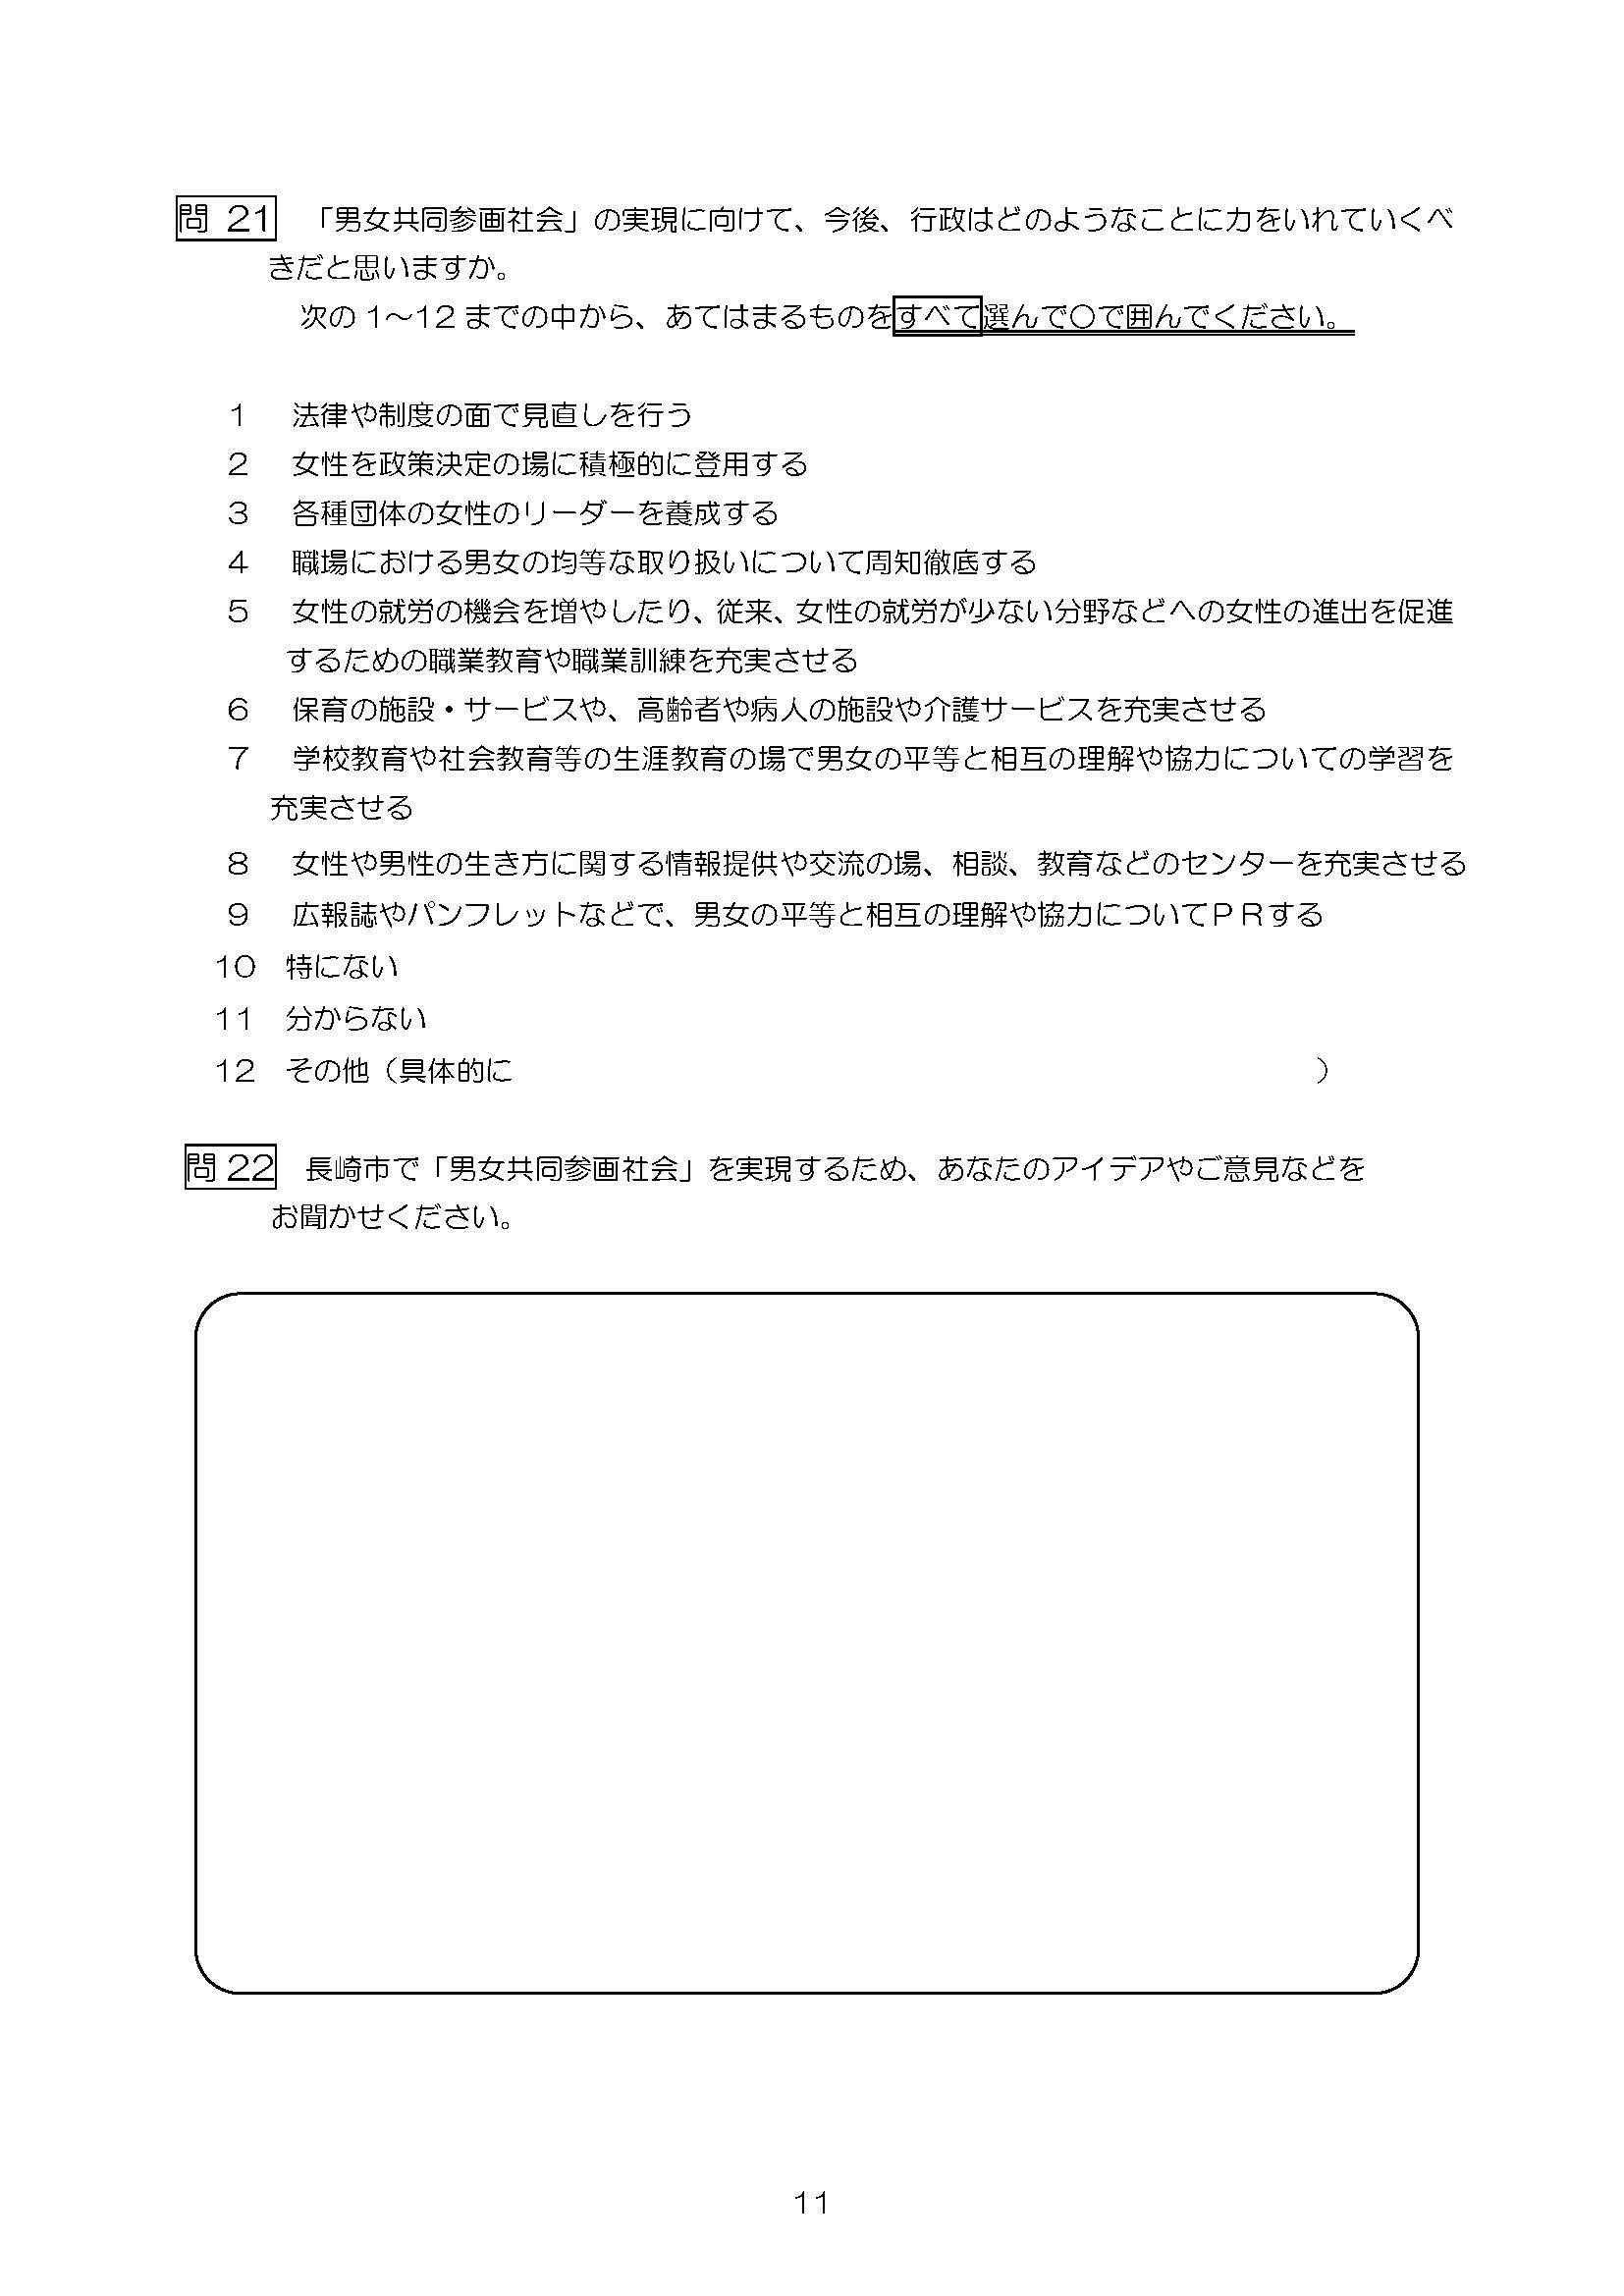 問 21 「男女共同参画社会」の実現に向けて、今後、行政はどのようなことに力をいれていくべ
きだと思いますか。
次の 1～12 までの中から、あてはまるものをすべて選んで○で囲んでください。
1 法律や制度の面で見直しを行う
2 女性を政策決定の場に積極的に登用する
3 各種団体の女性のリーダーを養成する
4 職場における男女の均等な取り扱いについて周知徹底する
5 女性の就労の機会を増やしたり、従来、女性の就労が少ない分野などへの女性の進出を促進
するための職業教育や職業訓練を充実させる
6 保育の施設・サービスや、高齢者や病人の施設や介護サービスを充実させる
7 学校教育や社会教育等の生涯教育の場で男女の平等と相互の理解や協力についての学習を
充実させる
8 女性や男性の生き方に関する情報提供や交流の場、相談、教育などのセンターを充実させる
9 広報誌やパンフレットなどで、男女の平等と相互の理解や協力についてＰＲする
10 特にない
11 分からない
12 その他（具体的に ）
問 22 長崎市で「男女共同参画社会」を実現するため、あなたのアイデアやご意見などを
お聞かせください。
11